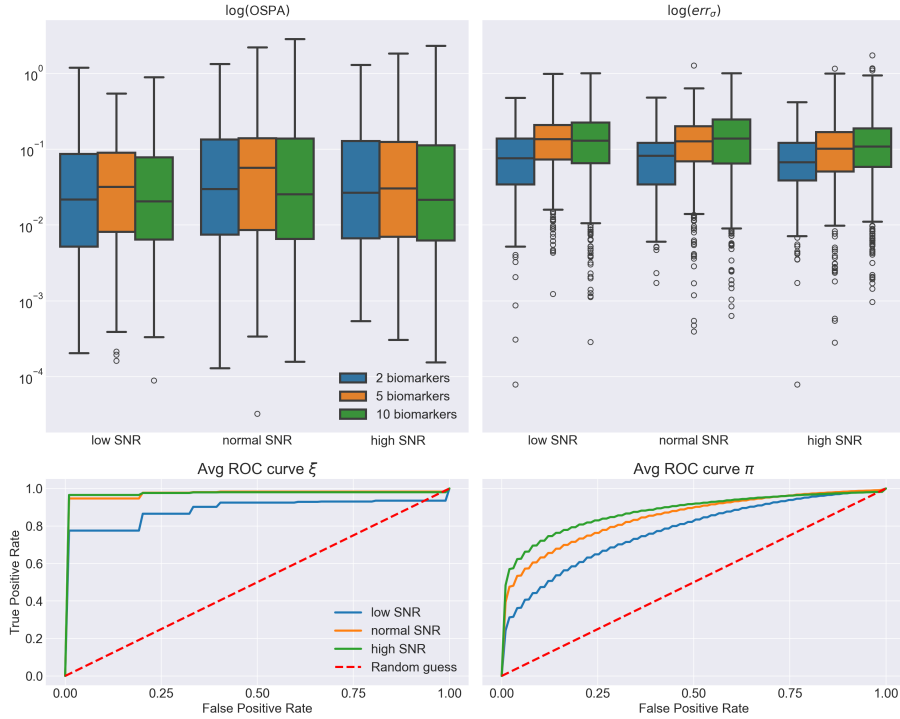 log(OSPA)
log(errσ)
10⁰
10⁻¹
10⁻²
10⁻³
10⁻⁴
2 biomarkers
5 biomarkers
10 biomarkers
low SNR normal SNR high SNR
low SNR normal SNR high SNR
Avg ROC curve ξ
Avg ROC curve π
True Positive Rate
1.0
0.8
0.6
0.4
0.2
0.0
low SNR
normal SNR
high SNR
Random guess
0.00 0.25 0.50 0.75 1.00
0.00 0.25 0.50 0.75 1.00
False Positive Rate
False Positive Rate